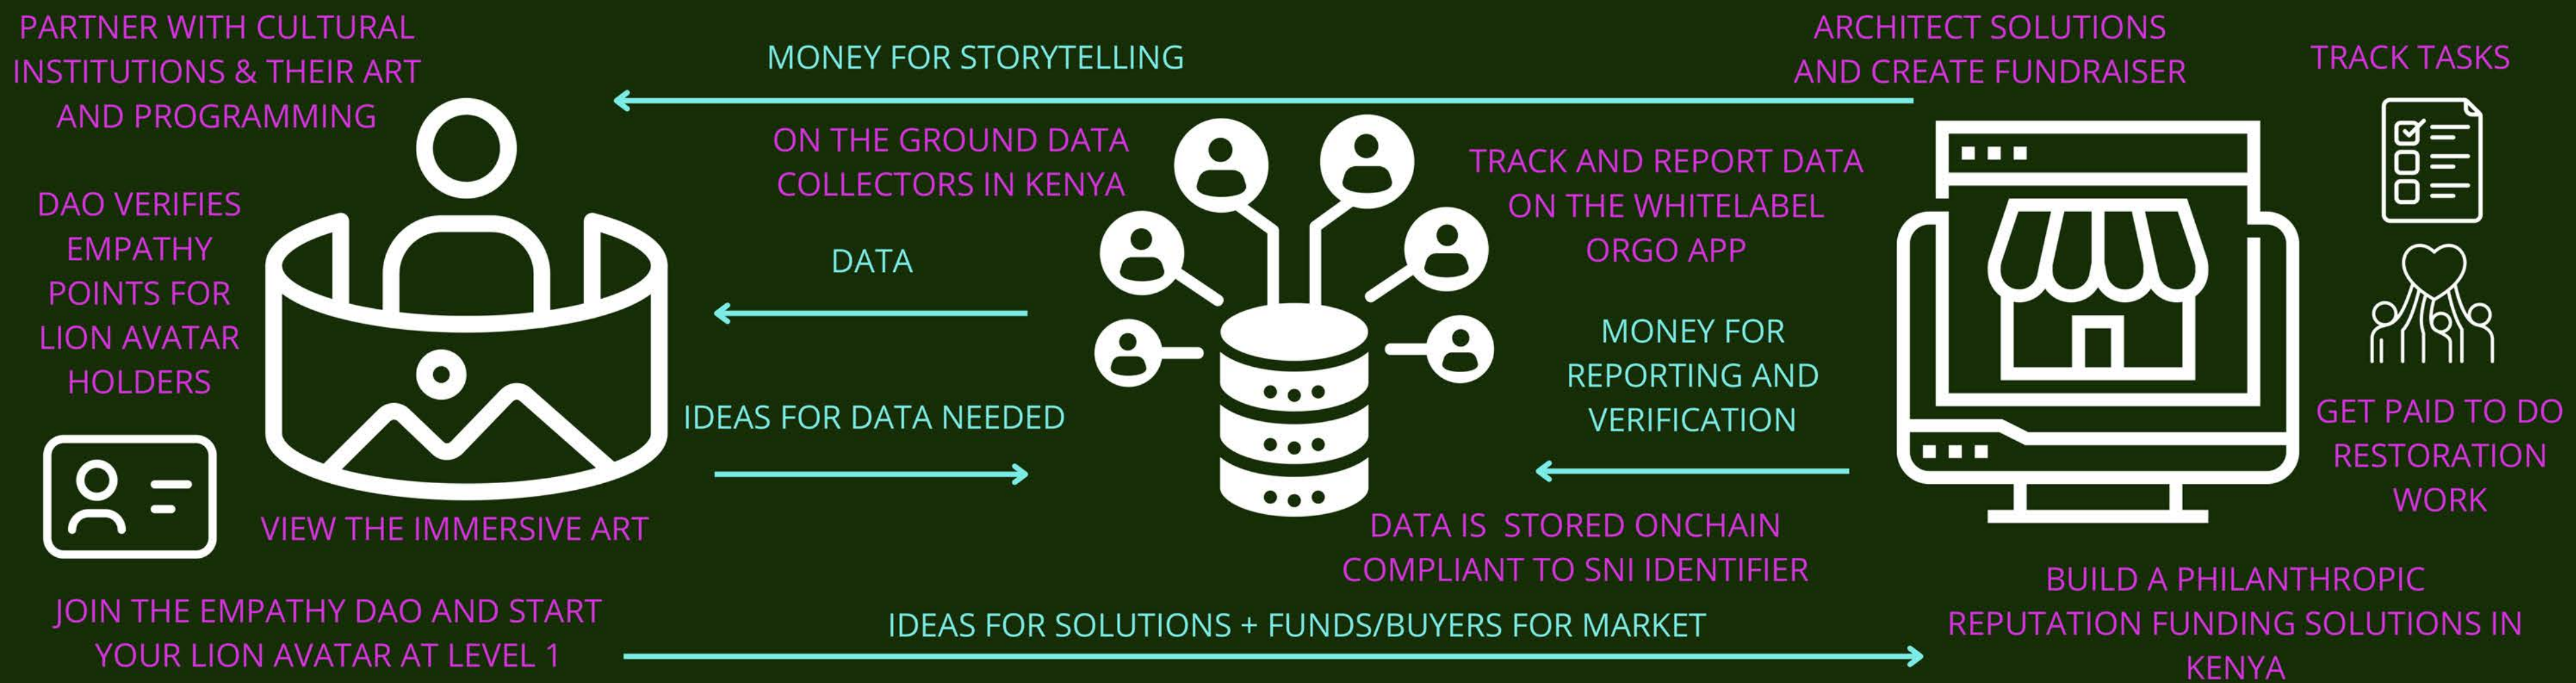 PARTNER WITH CULTURAL
INSTITUTIONS & THEIR ART
AND PROGRAMMING
DAO VERIFIES
EMPATHY
POINTS FOR
LION AVATAR
HOLDERS
VIEW THE IMMERSIVE ART
JOIN THE EMPATHY DAO AND START
YOUR LION AVATAR AT LEVEL 1
MONEY FOR STORYTELLING
ON THE GROUND DATA
COLLECTORS IN KENYA
DATA
IDEAS FOR DATA NEEDED
TRACK AND REPORT DATA
ON THE WHITELABEL
ORGO APP
MONEY FOR
REPORTING AND
VERIFICATION
DATA IS STORED ONCHAIN
COMPLIANT TO SNI IDENTIFIER
IDEAS FOR SOLUTIONS + FUNDS/BUYERS FOR MARKET
ARCHITECT SOLUTIONS
AND CREATE FUNDRAISER
TRACK TASKS
GET PAID TO DO
RESTORATION
WORK
BUILD A PHILANTHROPIC
REPUTATION FUNDING SOLUTIONS IN
KENYA